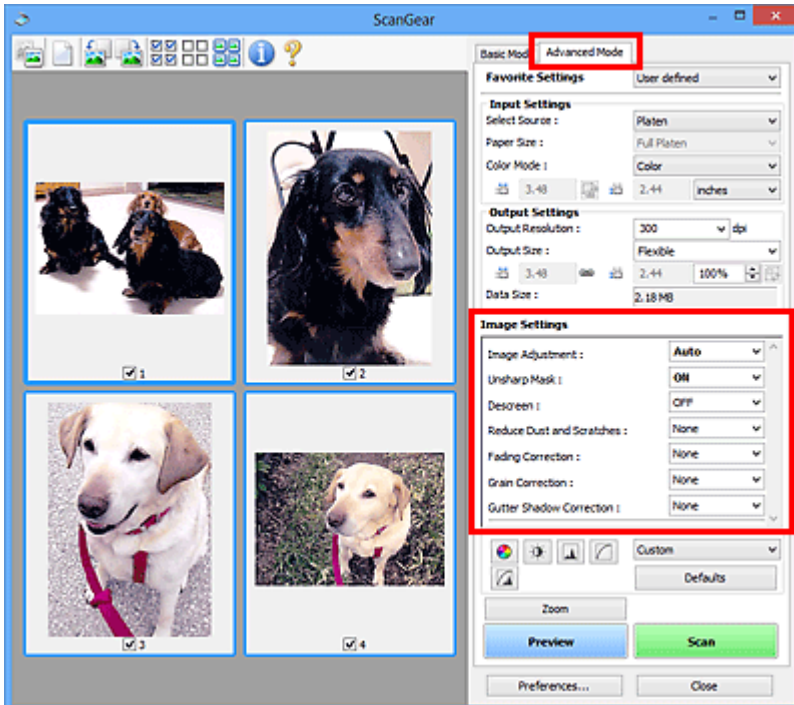 ScanGear
Basic Mode Advanced Mode
Favorite Settings User defined
Input Settings
Select Source : Platen
Paper Size : Full Platen
Color Mode : Color
3.48 2.44 inches
Output Settings
Output Resolution : 300 dpi
Output Size : Flexible
3.48 2.44 100%
Data Size : 2.18 MB
Image Settings
Image Adjustment : Auto
Unsharp Mask : ON
Descreen : OFF
Reduce Dust and Scratches : None
Fading Correction : None
Grain Correction : None
Gutter Shadow Correction : None
Custom
Defaults
Zoom
Preview Scan
Preferences... Close
1
2
3
4